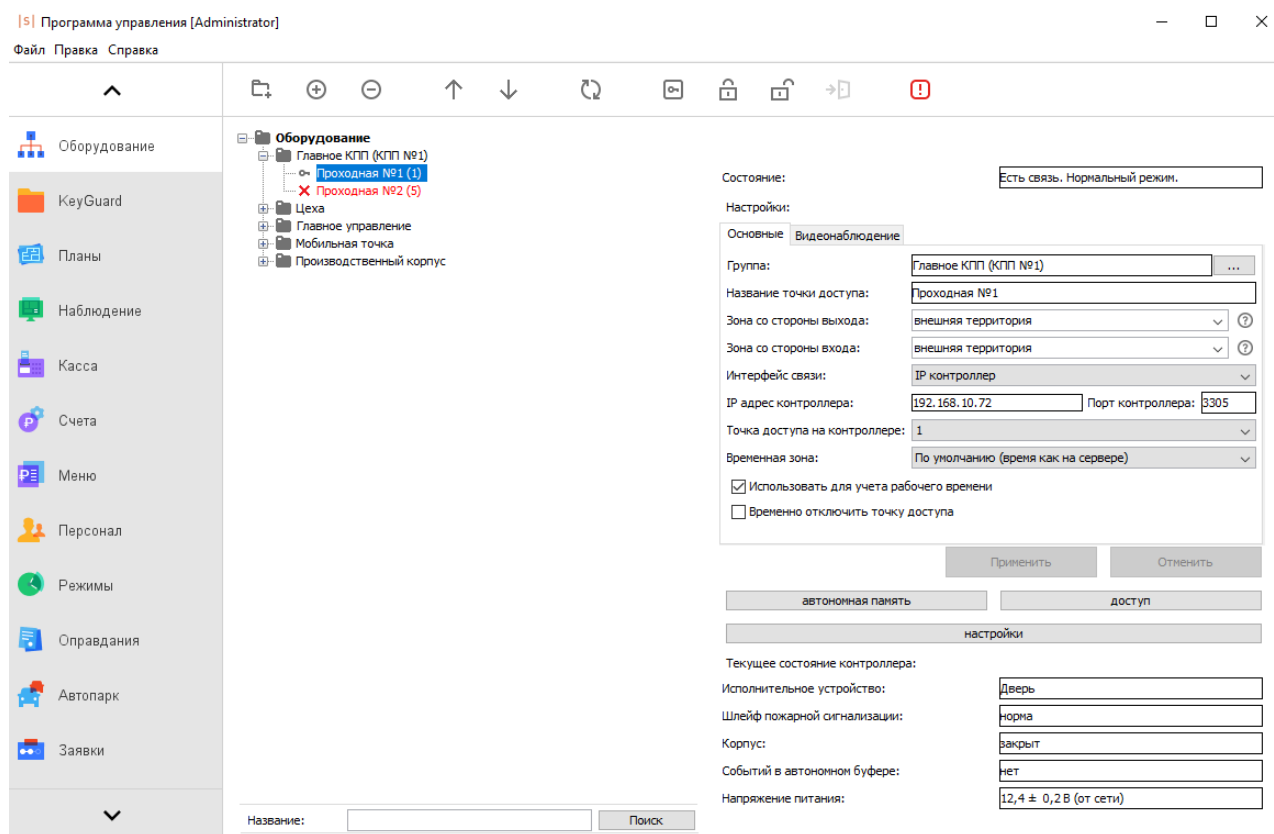 |S| Программа управления [Administrator]
Файл Правка Справка
Оборудование
KeyGuard
Планы
Наблюдение
Касса
Счета
Меню
Персонал
Режимы
Оправдания
Автопарк
Заявки
Оборудование
Главное КПП (КПП №1)
Проходная №1 (1)
Проходная №2 (5)
Цеха
Главное управление
Мобильная точка
Производственный корпус
Название: Поиск
Состояние: Есть связь. Нормальный режим.
Настройки:
Основные Видеонаблюдение
Группа: Главное КПП (КПП №1) ...
Название точки доступа: Проходная №1
Зона со стороны выхода: внешняя территория
Зона со стороны входа: внешняя территория
Интерфейс связи: IP контроллер
IP адрес контроллера: 192.168.10.72 Порт контроллера: 3305
Точка доступа на контроллере: 1
Временная зона: По умолчанию (время как на сервере)
Использовать для учета рабочего времени
Временно отключить точку доступа
Применить Отменить
автономная память доступ
настройки
Текущее состояние контроллера:
Исполнительное устройство: Дверь
Шлейф пожарной сигнализации: норма
Корпус: закрыт
Событий в автономном буфере: нет
Напряжение питания: 12,4 ± 0,2 В (от сети)